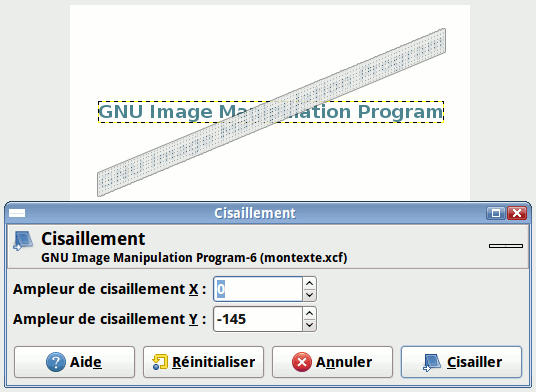 GNU Image Manipulation Program
Cisaillement
Cisaillement
GNU Image Manipulation Program-6 (montexte.xcf)
Ampleur de cisaillement X : 0
Ampleur de cisaillement Y : -145
Aide Réinitialiser Annuler Cisailler